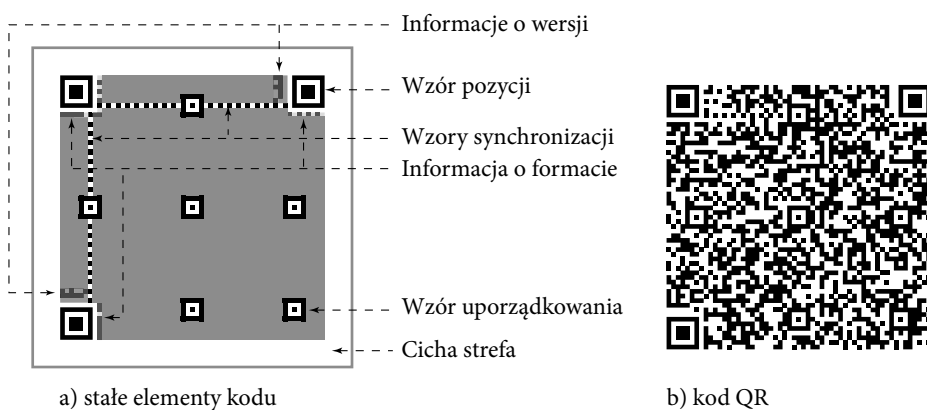 Informacje o wersji
Wzór pozycji
Wzory synchronizacji
Informacja o formacie
Wzór uporządkowania
Cicha strefa
a) stałe elementy kodu
b) kod QR